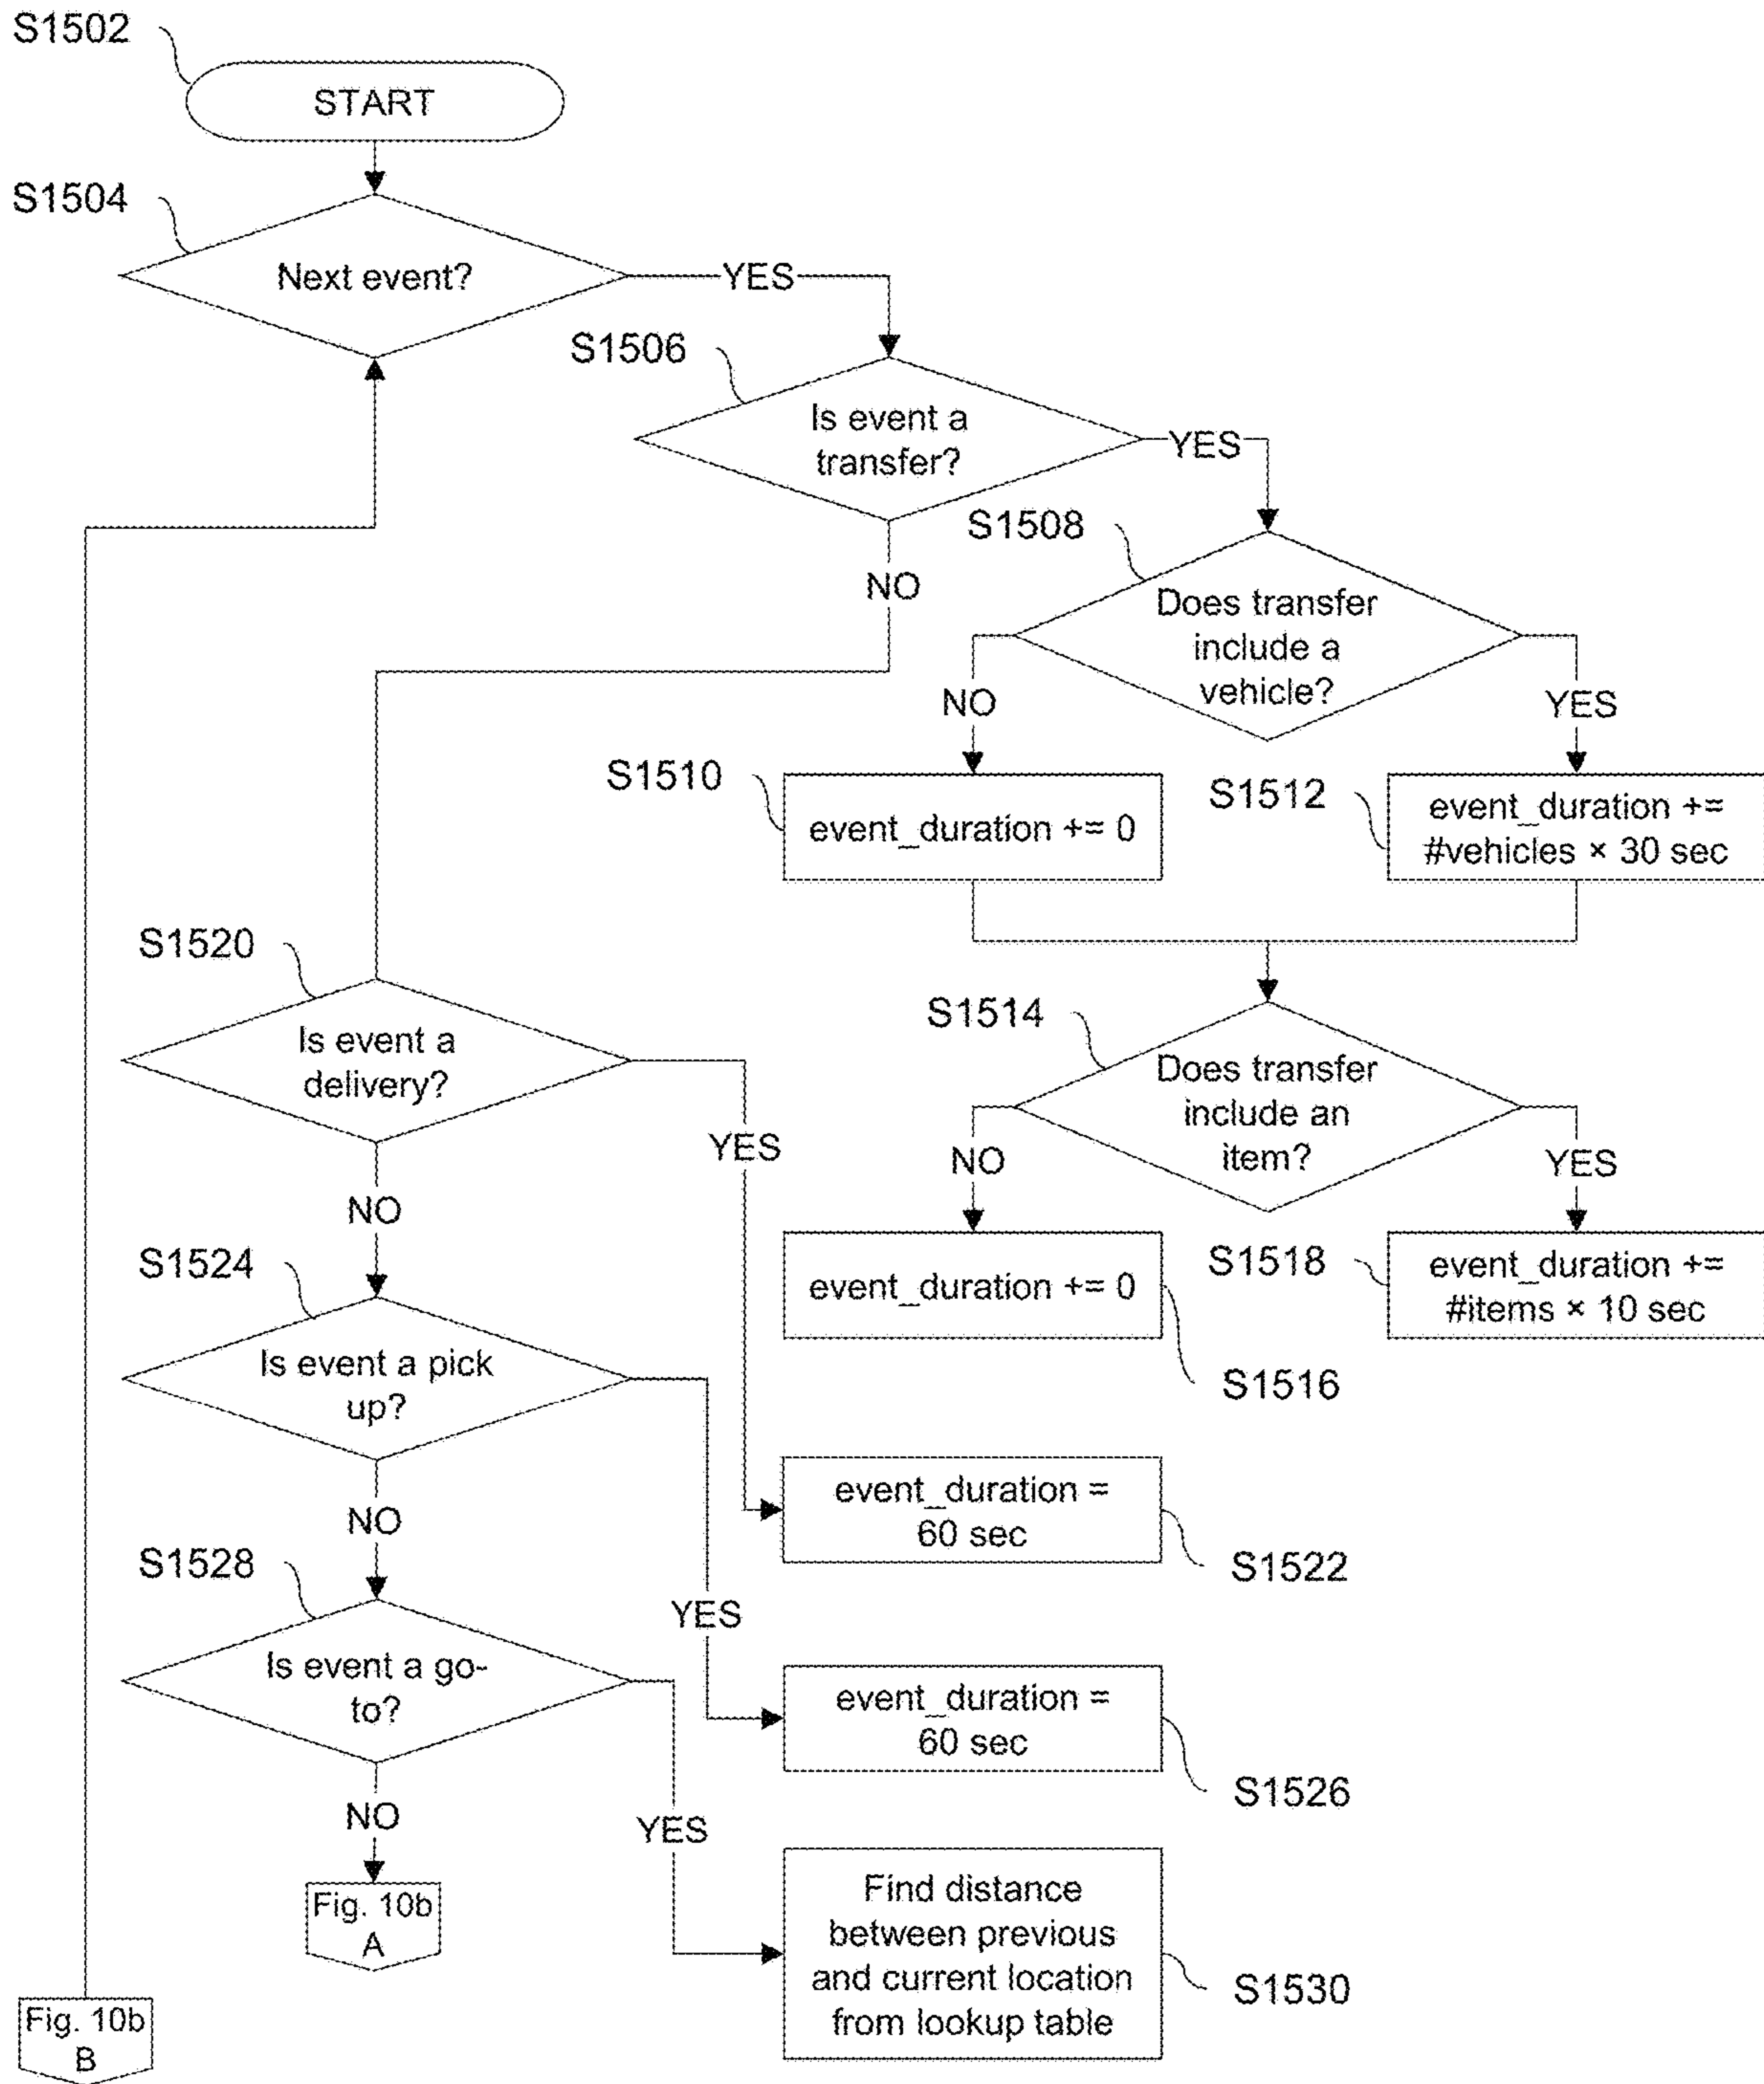 S1502
START
S1504
Next event?
YES
S1506
Is event a
transfer?
YES
NO
S1508
Does transfer
include a
vehicle?
NO
YES
S1510
event_duration += 0
S1512
event_duration +=
#vehicles × 30 sec
S1520
Is event a
delivery?
YES
NO
S1514
Does transfer
include an
item?
NO
YES
event_duration += 0
S1516
S1518
event_duration +=
#items × 10 sec
S1524
Is event a pick
up?
YES
NO
event_duration =
60 sec
S1522
S1528
Is event a go-
to?
YES
NO
event_duration =
60 sec
S1526
Fig. 10b
A
Find distance
between previous
and current location
from lookup table
S1530
Fig. 10b
B